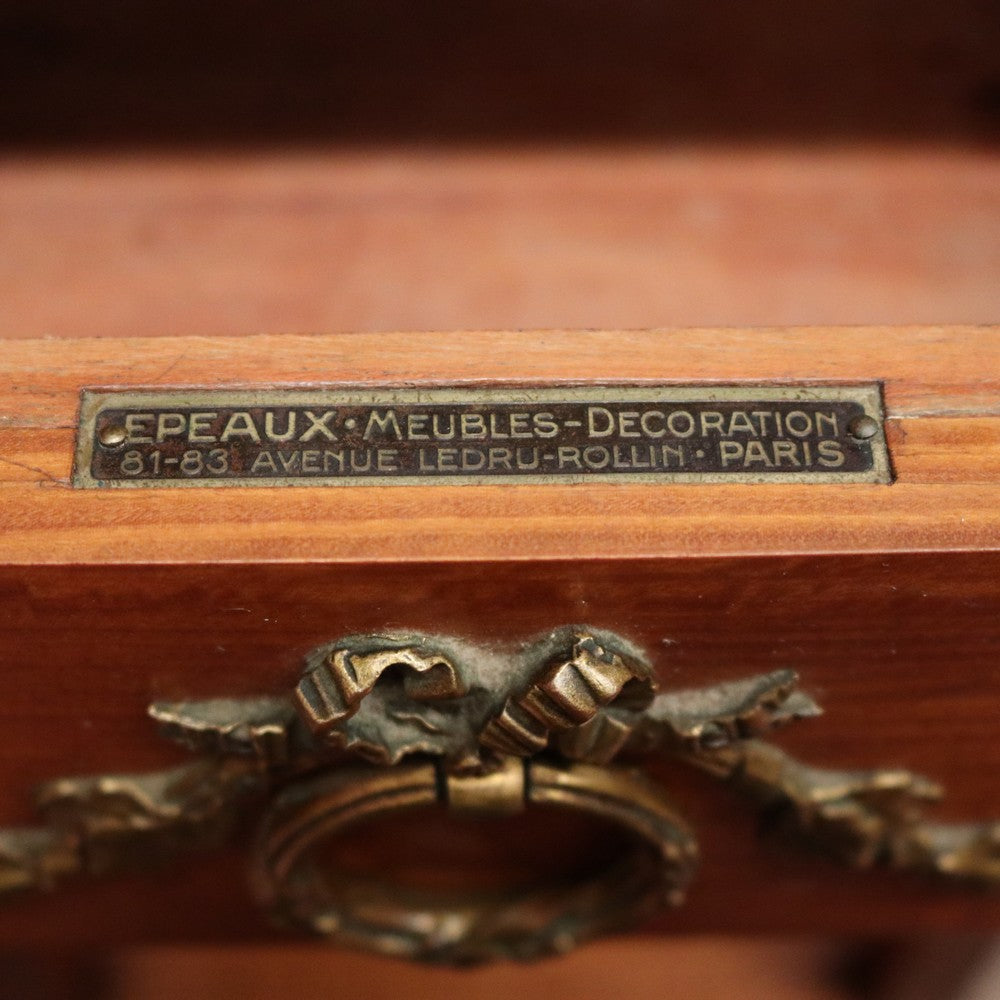 EPEAUX · MEUBLES-DECORATION
81-83 AVENUE LEDRU-ROLLIN · PARIS